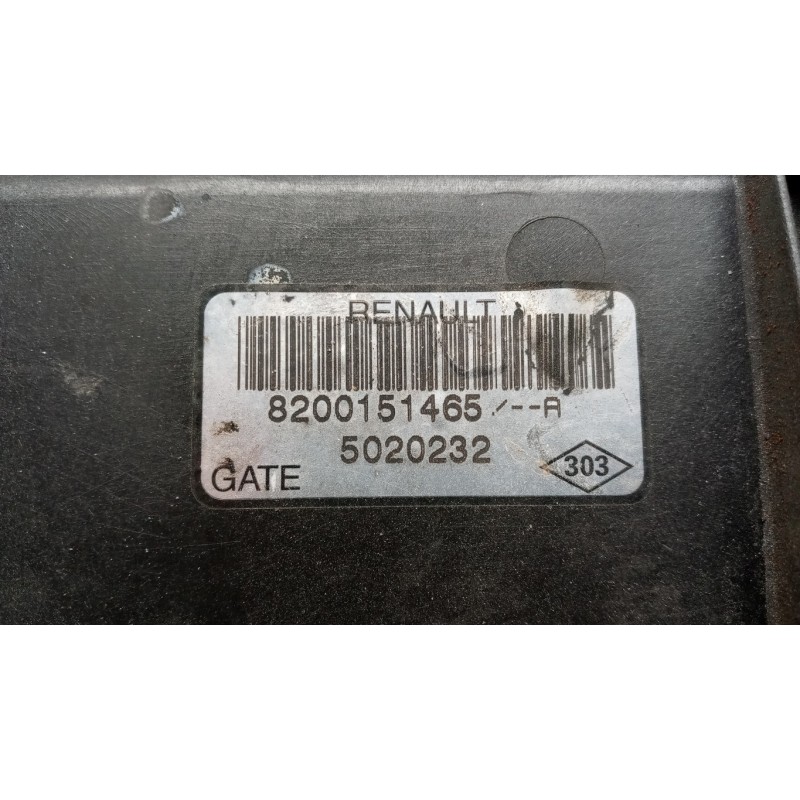 RENAULT
8200151465/--A
5020232
GATE
303